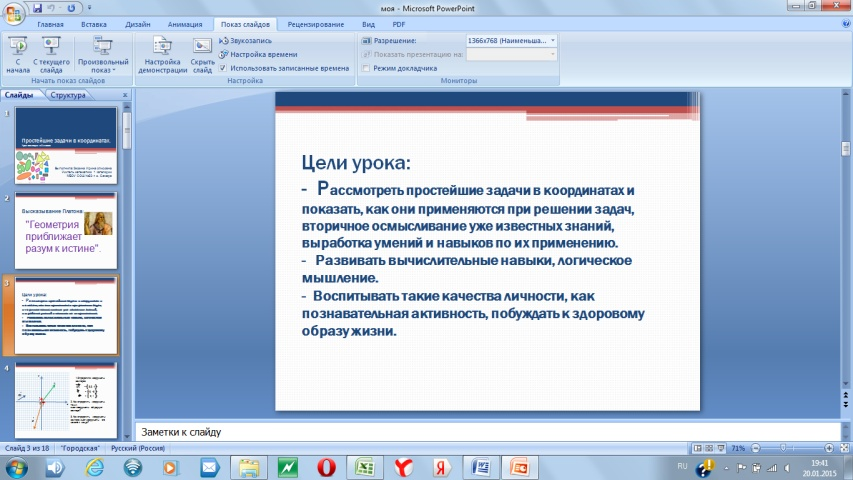 моя - Microsoft PowerPoint
Главная Вставка Дизайн Анимация Показ слайдов Рецензирование Вид PDF
С начала
С текущего слайда
Произвольный показ
Начать показ слайдов
Настройка демонстрации
Скрыть слайд
Звукозапись
Настройка времени
Использовать записанные времена
Настройка
Разрешение: 1366x768 (Наименьша...
Показать презентацию на:
Режим докладчика
Мониторы
Слайды Структура
1
Простейшие задачи в координатах.
2
Высказывание Платона:
"Геометрия
приближает
разум к истине".
3
Цели урока:
4
Цели урока:
- Рассмотреть простейшие задачи в координатах и
показать, как они применяются при решении задач,
вторичное осмысливание уже известных знаний,
выработка умений и навыков по их применению.
- Развивать вычислительные навыки, логическое
мышление.
- Воспитывать такие качества личности, как
познавательная активность, побуждать к здоровому
образу жизни.
Заметки к слайду
Слайд 3 из 18 "Городская" Русский (Россия) 71%
RU 19:41
20.01.2015